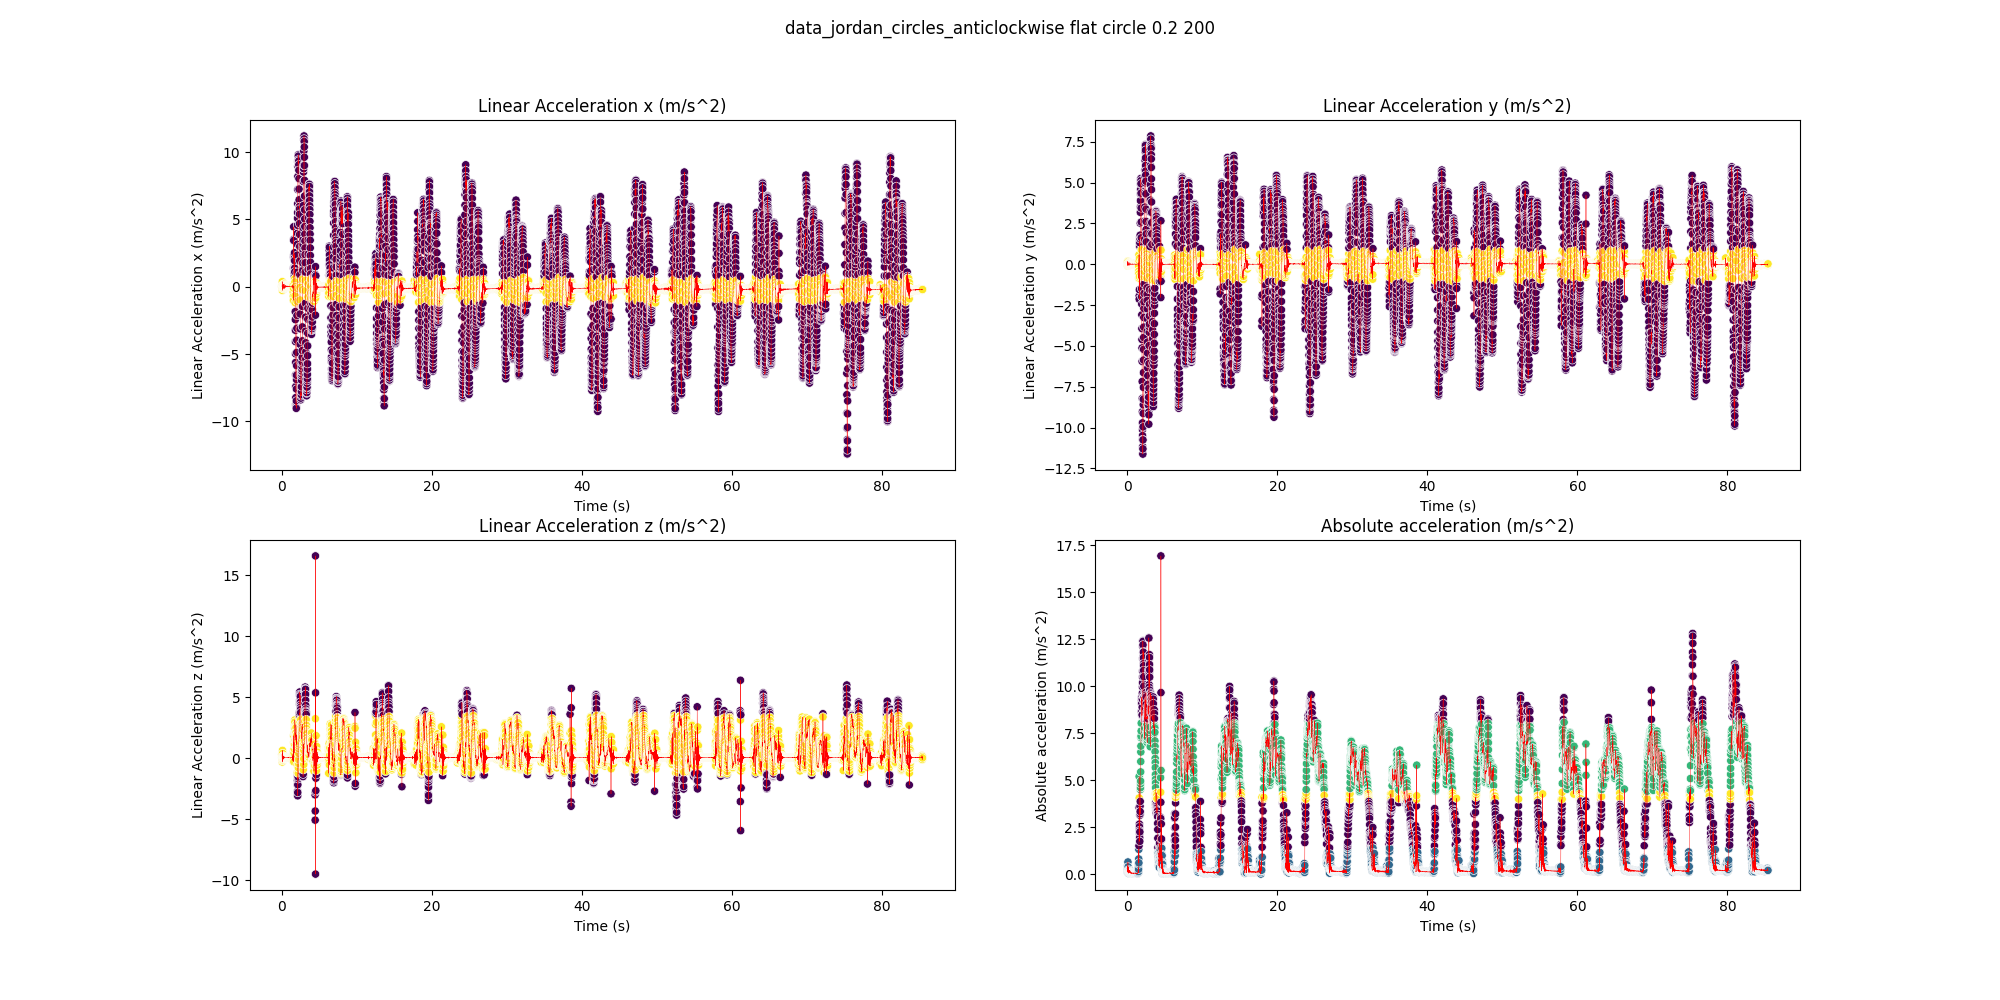 data_jordan_circles_anticlockwise flat circle 0.2 200
Linear Acceleration x (m/s^2)
Linear Acceleration x (m/s^2)
10
5
0
−5
−10
0 20 40 60 80
Time (s)
Linear Acceleration y (m/s^2)
Linear Acceleration y (m/s^2)
7.5
5.0
2.5
0.0
−2.5
−5.0
−7.5
−10.0
−12.5
0 20 40 60 80
Time (s)
Linear Acceleration z (m/s^2)
Linear Acceleration z (m/s^2)
15
10
5
0
−5
−10
0 20 40 60 80
Time (s)
Absolute acceleration (m/s^2)
Absolute acceleration (m/s^2)
17.5
15.0
12.5
10.0
7.5
5.0
2.5
0.0
0 20 40 60 80
Time (s)